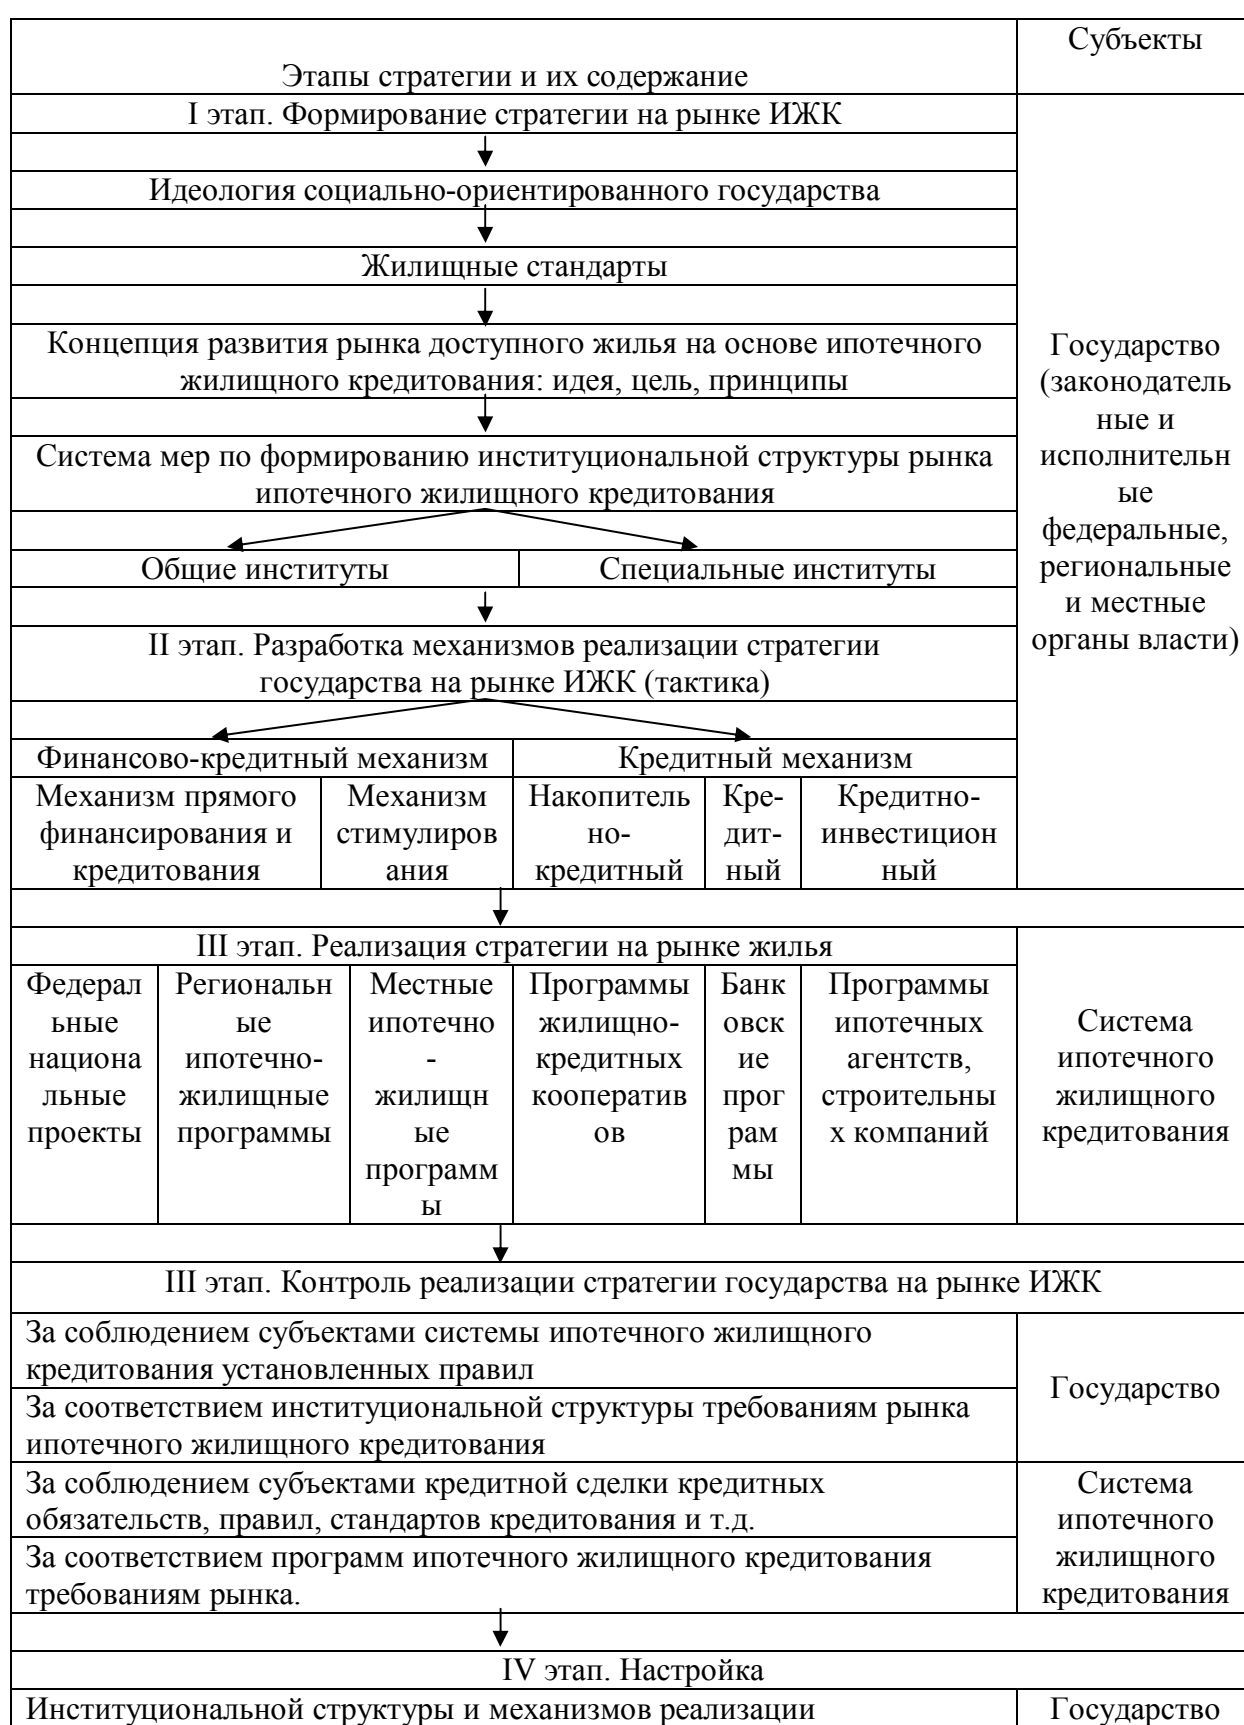 Субъекты
Этапы стратегии и их содержание
I этап. Формирование стратегии на рынке ИЖК
Идеология социально-ориентированного государства
Жилищные стандарты
Концепция развития рынка доступного жилья на основе ипотечного
жилищного кредитования: идея, цель, принципы
Система мер по формированию институциональной структуры рынка
ипотечного жилищного кредитования
Общие институты
Специальные институты
II этап. Разработка механизмов реализации стратегии
государства на рынке ИЖК (тактика)
Финансово-кредитный механизм
Кредитный механизм
Механизм прямого
финансирования и
кредитования
Механизм
стимулиров
ания
Накопитель
но-
кредитный
Кре-
дит-
ный
Кредитно-
инвестицион
ный
Государство
(законодатель
ные и
исполнительн
ые
федеральные,
региональные
и местные
органы власти)
III этап. Реализация стратегии на рынке жилья
Федерал
ьные
национа
льные
проекты
Региональн
ые
ипотечно-
жилищные
программы
Местные
ипотечно
-
жилищн
ые
программ
ы
Программы
жилищно-
кредитных
кооператив
ов
Банк
овск
ие
прог
рам
мы
Программы
ипотечных
агентств,
строительны
х компаний
Система
ипотечного
жилищного
кредитования
III этап. Контроль реализации стратегии государства на рынке ИЖК
За соблюдением субъектами системы ипотечного жилищного
кредитования установленных правил
За соответствием институциональной структуры требованиям рынка
ипотечного жилищного кредитования
Государство
За соблюдением субъектами кредитной сделки кредитных
обязательств, правил, стандартов кредитования и т.д.
За соответствием программ ипотечного жилищного кредитования
требованиям рынка.
Система
ипотечного
жилищного
кредитования
IV этап. Настройка
Институциональной структуры и механизмов реализации
Государство